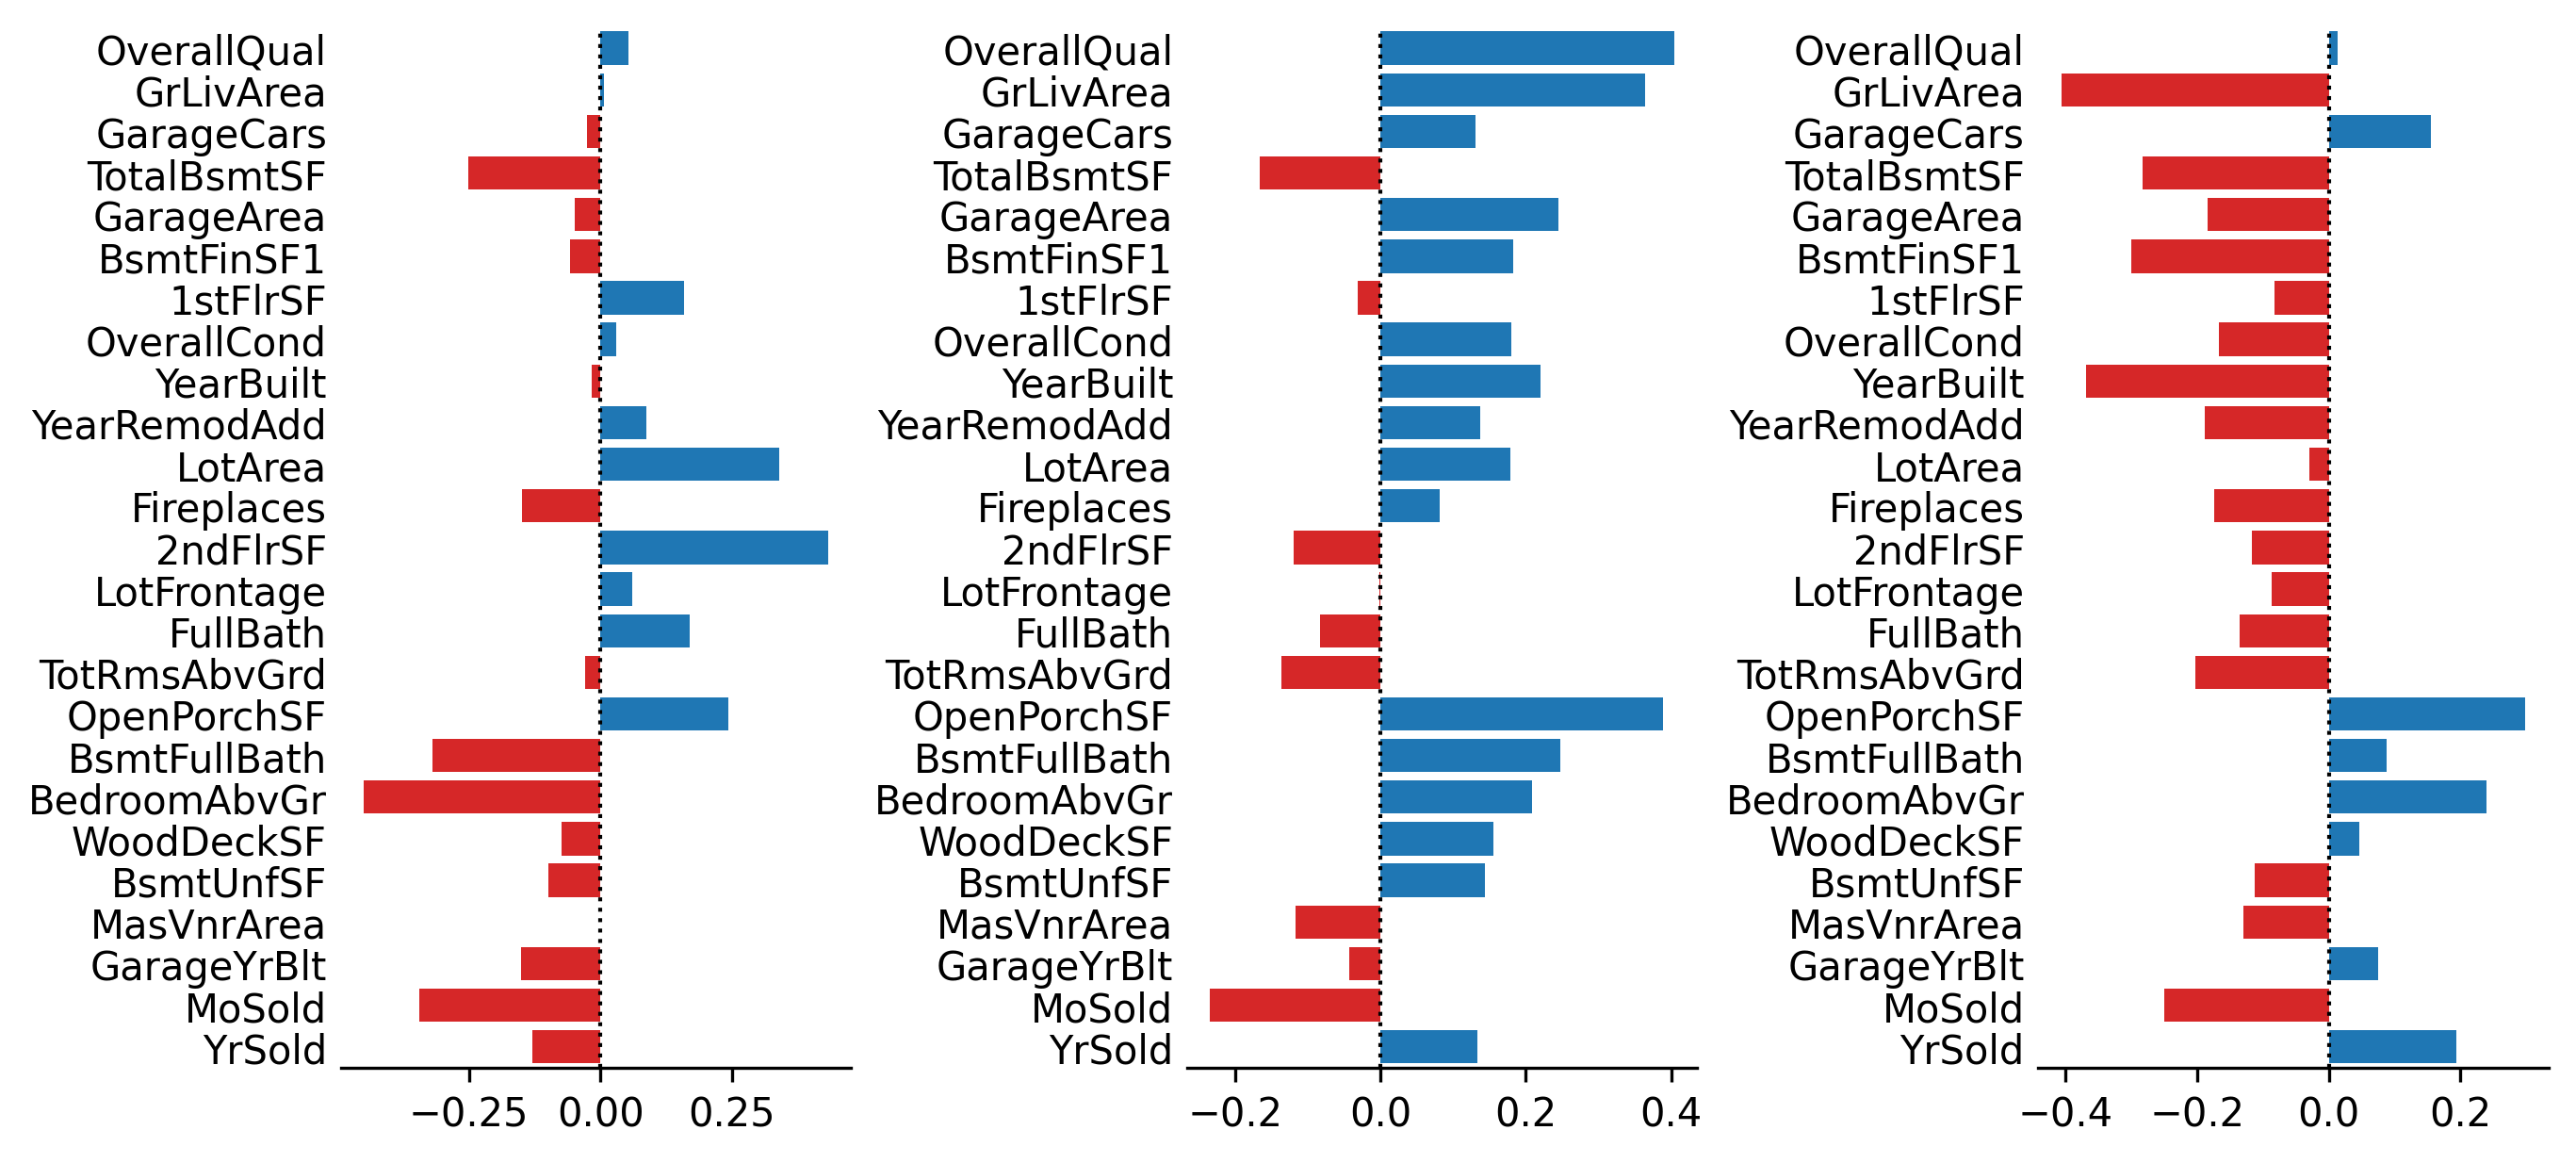 OverallQual
GrLivArea
GarageCars
TotalBsmtSF
GarageArea
BsmtFinSF1
1stFlrSF
OverallCond
YearBuilt
YearRemodAdd
LotArea
Fireplaces
2ndFlrSF
LotFrontage
FullBath
TotRmsAbvGrd
OpenPorchSF
BsmtFullBath
BedroomAbvGr
WoodDeckSF
BsmtUnfSF
MasVnrArea
GarageYrBlt
MoSold
YrSold
−0.25 0.00 0.25
OverallQual
GrLivArea
GarageCars
TotalBsmtSF
GarageArea
BsmtFinSF1
1stFlrSF
OverallCond
YearBuilt
YearRemodAdd
LotArea
Fireplaces
2ndFlrSF
LotFrontage
FullBath
TotRmsAbvGrd
OpenPorchSF
BsmtFullBath
BedroomAbvGr
WoodDeckSF
BsmtUnfSF
MasVnrArea
GarageYrBlt
MoSold
YrSold
−0.2 0.0 0.2 0.4
OverallQual
GrLivArea
GarageCars
TotalBsmtSF
GarageArea
BsmtFinSF1
1stFlrSF
OverallCond
YearBuilt
YearRemodAdd
LotArea
Fireplaces
2ndFlrSF
LotFrontage
FullBath
TotRmsAbvGrd
OpenPorchSF
BsmtFullBath
BedroomAbvGr
WoodDeckSF
BsmtUnfSF
MasVnrArea
GarageYrBlt
MoSold
YrSold
−0.4 −0.2 0.0 0.2